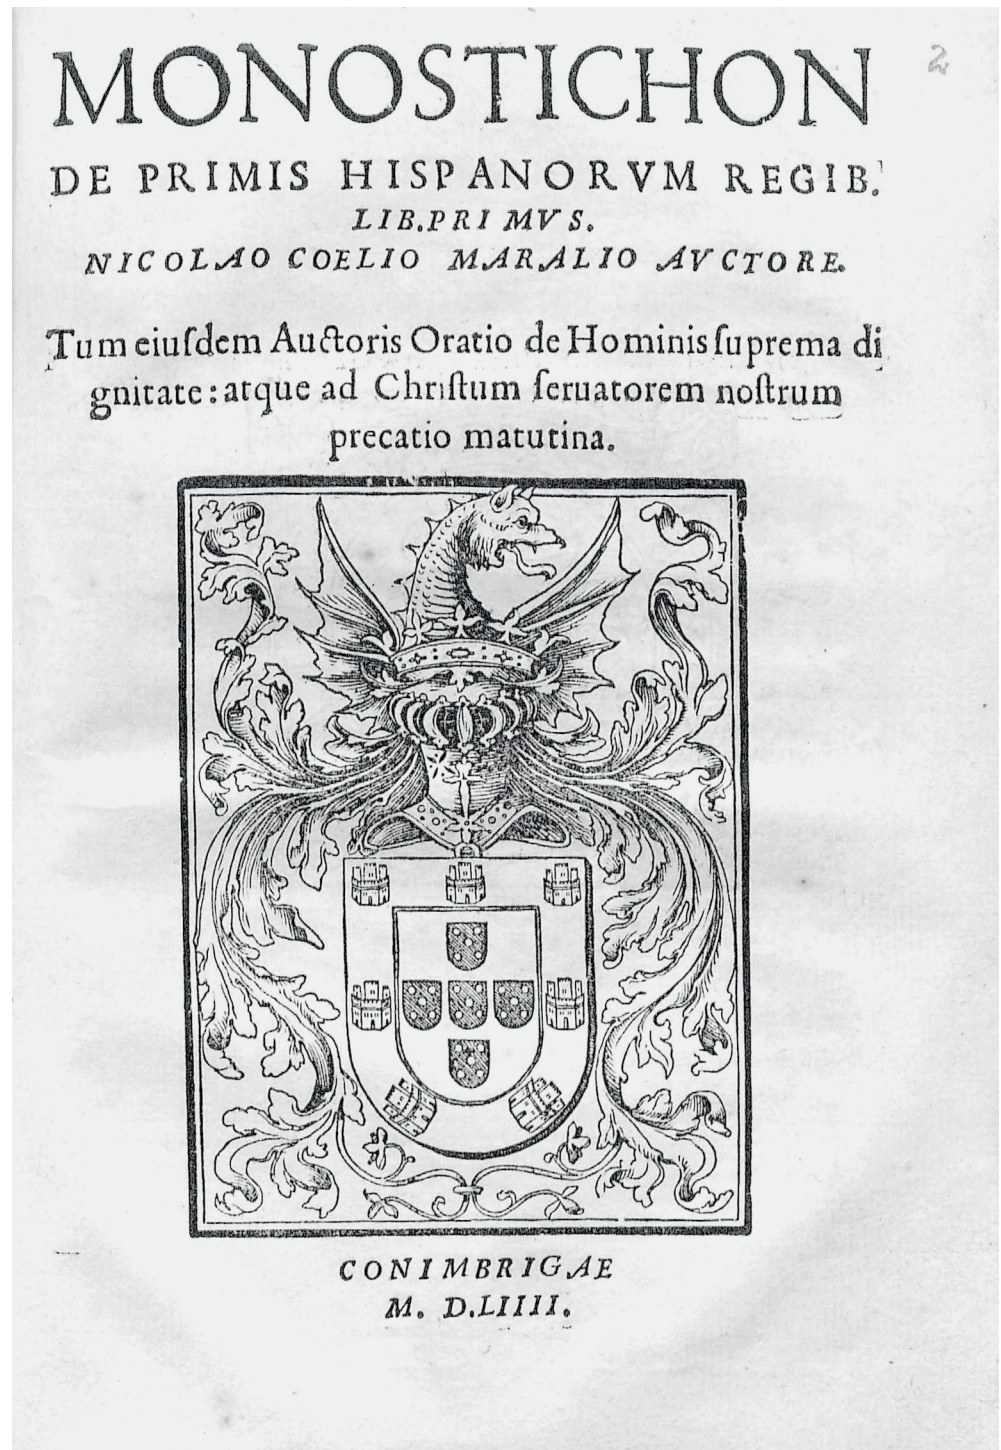 2
MONOSTICHON
DE PRIMIS HISPANORVM REGIB.
LIB.PRIMVS.
NICOLAO COELIO MARALIO AVCTORE.
Tum eiuſdem Auctoris Oratio de Hominis ſuprema di
gnitate: atque ad Chriſtum ſeruatorem noſtrum
precatio matutina.
CONIMBRIGAE
M. D.LIIII.